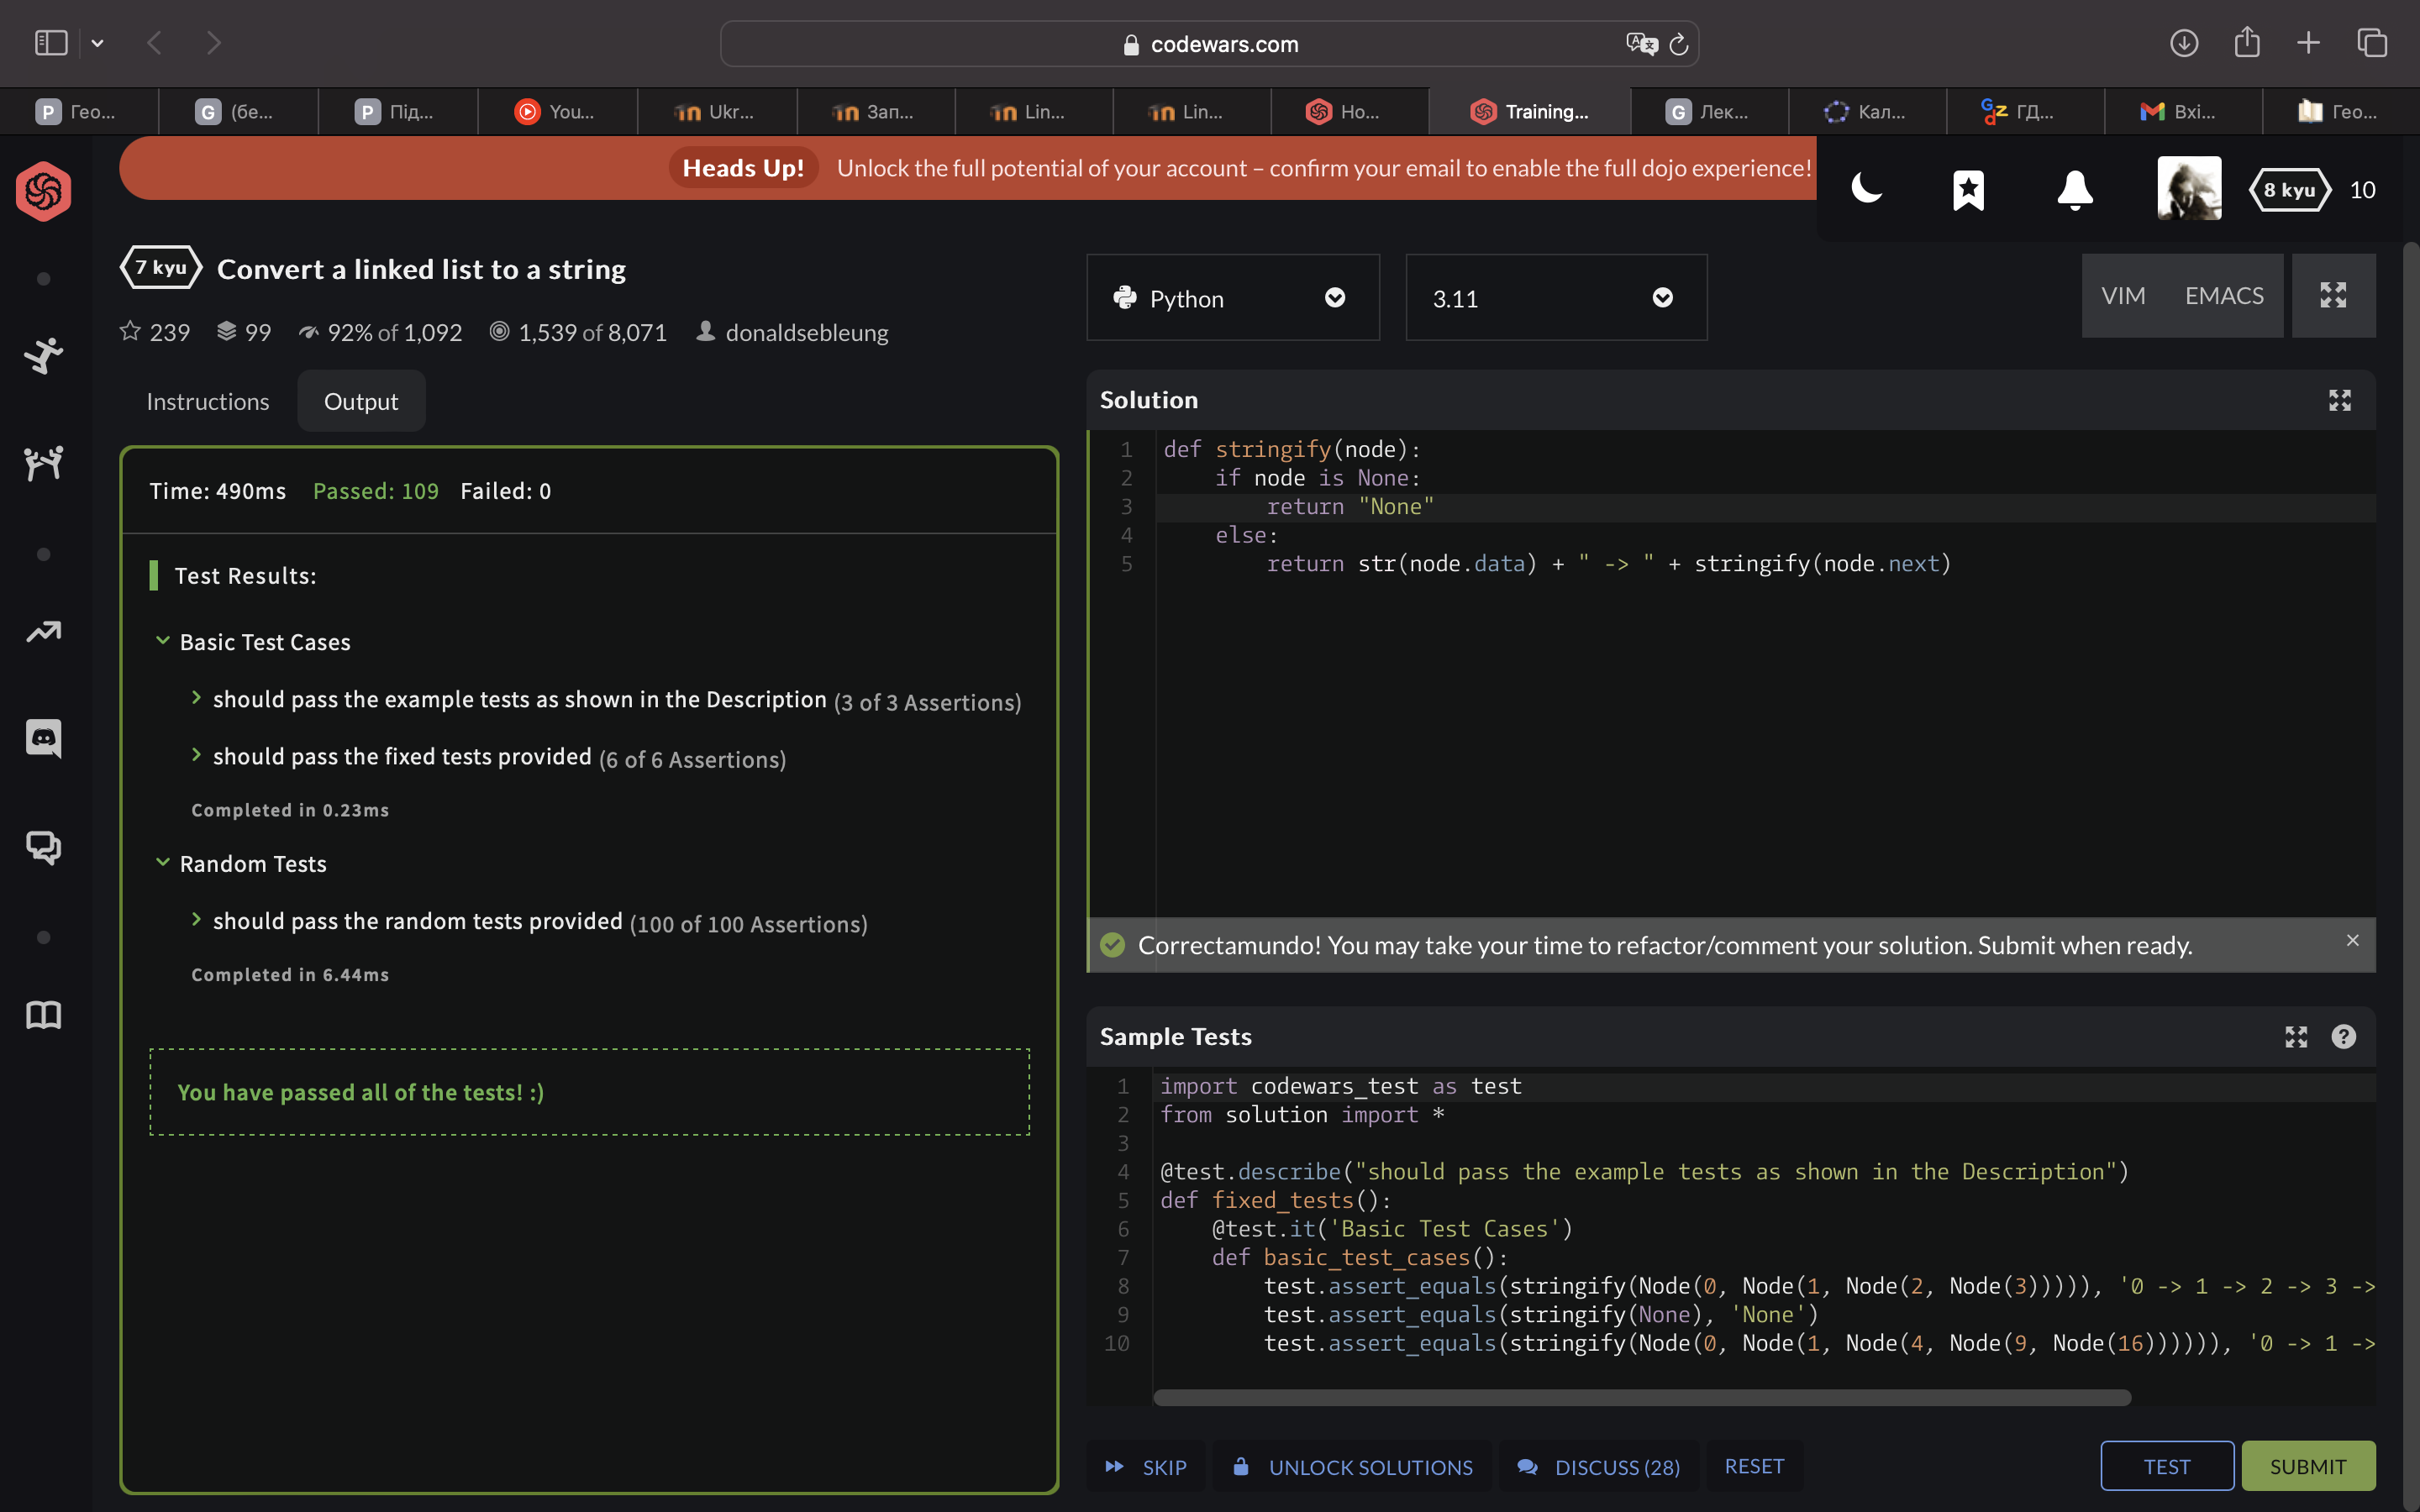 codewars.com
P Гео...
G (бе...
P Під...
You...
Ukr...
Зап...
Lin...
Lin...
Ho...
Training...
G Лек...
Кал...
GdZ ГД...
Вхі...
Гео...
Heads Up! Unlock the full potential of your account – confirm your email to enable the full dojo experience!
8 kyu 10
7 kyu Convert a linked list to a string
239 99 92% of 1,092 1,539 of 8,071 donaldsebleung
Python
3.11
VIM EMACS
Instructions Output
Time: 490ms Passed: 109 Failed: 0
Test Results:
Basic Test Cases
should pass the example tests as shown in the Description (3 of 3 Assertions)
should pass the fixed tests provided (6 of 6 Assertions)
Completed in 0.23ms
Random Tests
should pass the random tests provided (100 of 100 Assertions)
Completed in 6.44ms
You have passed all of the tests! :)
Solution
1 def stringify(node):
2 if node is None:
3 return "None"
4 else:
5 return str(node.data) + " -> " + stringify(node.next)
Correctamundo! You may take your time to refactor/comment your solution. Submit when ready.
Sample Tests
1 import codewars_test as test
2 from solution import *
3
4 @test.describe("should pass the example tests as shown in the Description")
5 def fixed_tests():
6 @test.it('Basic Test Cases')
7 def basic_test_cases():
8 test.assert_equals(stringify(Node(0, Node(1, Node(2, Node(3))))), '0 -> 1 -> 2 -> 3 ->
9 test.assert_equals(stringify(None), 'None')
10 test.assert_equals(stringify(Node(0, Node(1, Node(4, Node(9, Node(16)))))), '0 -> 1 ->
SKIP UNLOCK SOLUTIONS DISCUSS (28) RESET TEST SUBMIT